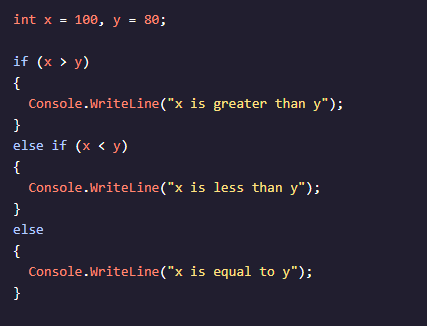 int x = 100, y = 80;

if (x > y)
{
  Console.WriteLine("x is greater than y");
}
else if (x < y)
{
  Console.WriteLine("x is less than y");
}
else
{
  Console.WriteLine("x is equal to y");
}